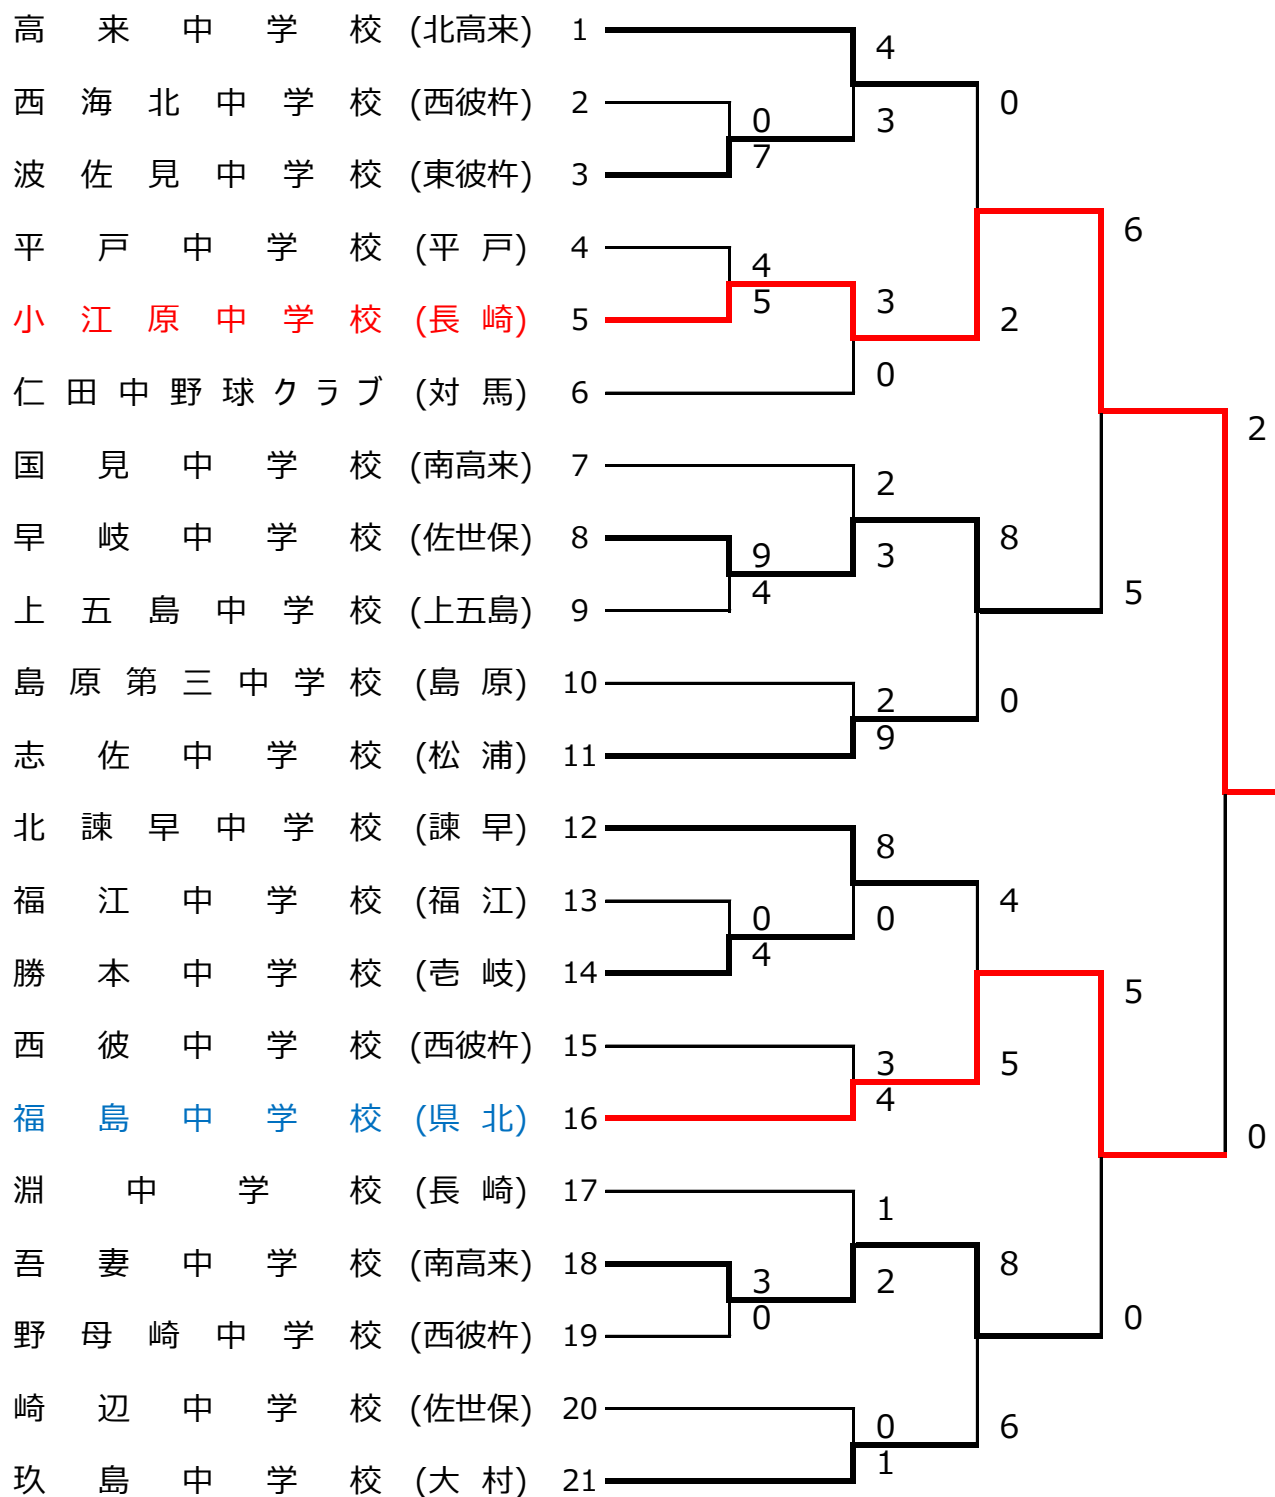 高来中学校 (北高来) 1
4
西海北中学校 (西彼杵) 2
0
3
0
波佐見中学校 (東彼杵) 3
7
平戸中学校 (平戸) 4
4
6
小江原中学校 (長崎) 5
5
3
2
仁田中野球クラブ (対馬) 6
0
2
国見中学校 (南高来) 7
2
早岐中学校 (佐世保) 8
9
3
8
上五島中学校 (上五島) 9
4
5
島原第三中学校 (島原) 10
2
0
志佐中学校 (松浦) 11
9
北諫早中学校 (諫早) 12
8
福江中学校 (福江) 13
0
0
4
勝本中学校 (壱岐) 14
4
5
西彼中学校 (西彼杵) 15
3
5
福島中学校 (県北) 16
4
0
淵中学校 (長崎) 17
1
吾妻中学校 (南高来) 18
3
2
8
野母崎中学校 (西彼杵) 19
0
0
崎辺中学校 (佐世保) 20
0
6
玖島中学校 (大村) 21
1